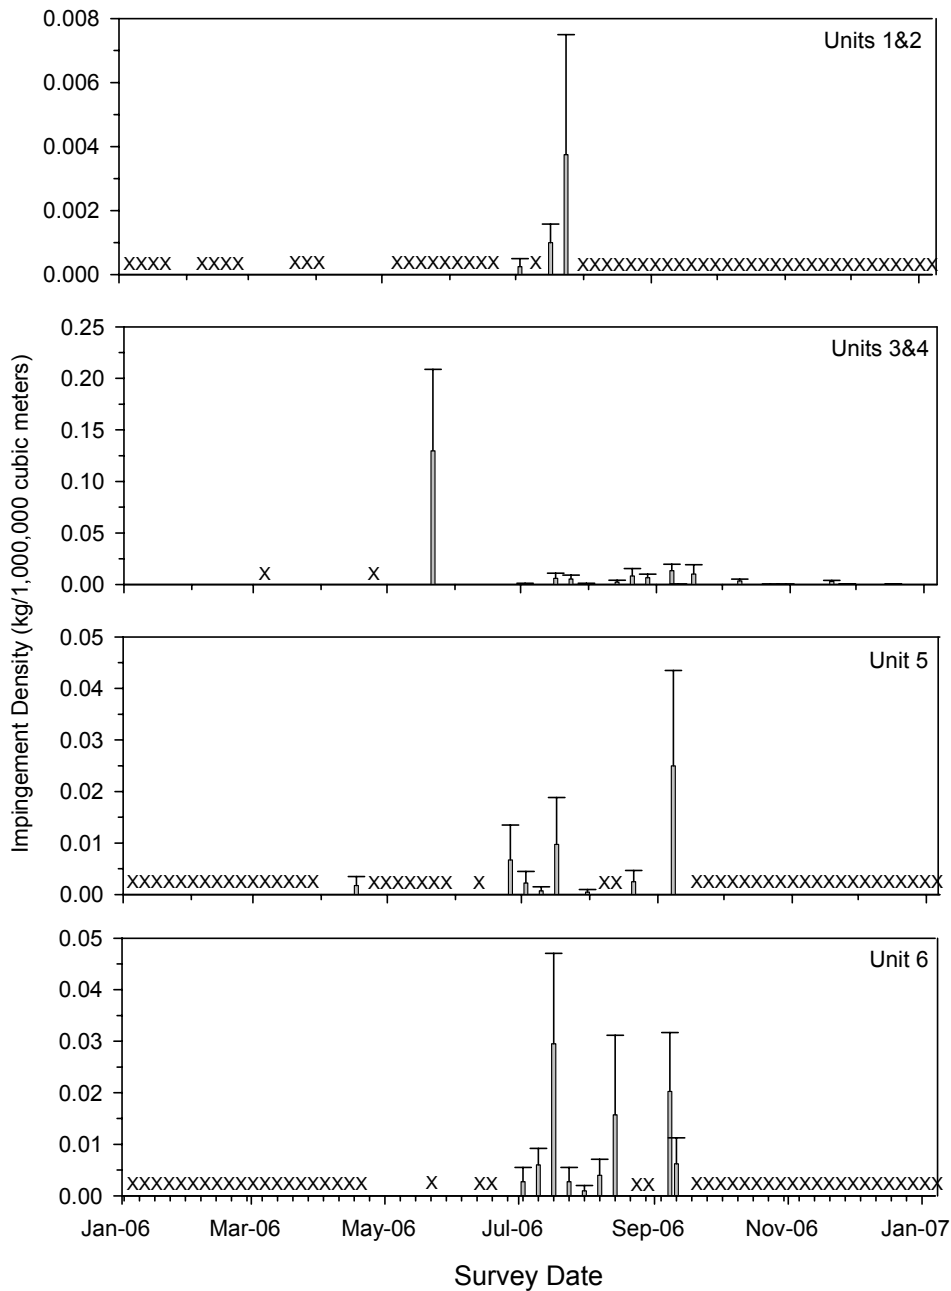 0.008
Units 1&2
0.006
0.004
0.002
XXXX XXXX XXX XXXXXXXXX X XXXXXXXXXXXXXXXXXXXXXXXXXXXXXX
0.000
0.25
Units 3&4
0.20
0.15
0.10
0.05
X X
0.00
Impingement Density (kg/1,000,000 cubic meters)
0.05
Unit 5
0.04
0.03
0.02
0.01
XXXXXXXXXXXXXXXX XXXXXXX X XX XXXXXXXXXXXXXXXXXXXXX
0.00
0.05
Unit 6
0.04
0.03
0.02
0.01
XXXXXXXXXXXXXXXXXXXX X XX XX XXXXXXXXXXXXXXXXXXXXX
0.00
Jan-06 Mar-06 May-06 Jul-06 Sep-06 Nov-06 Jan-07
Survey Date